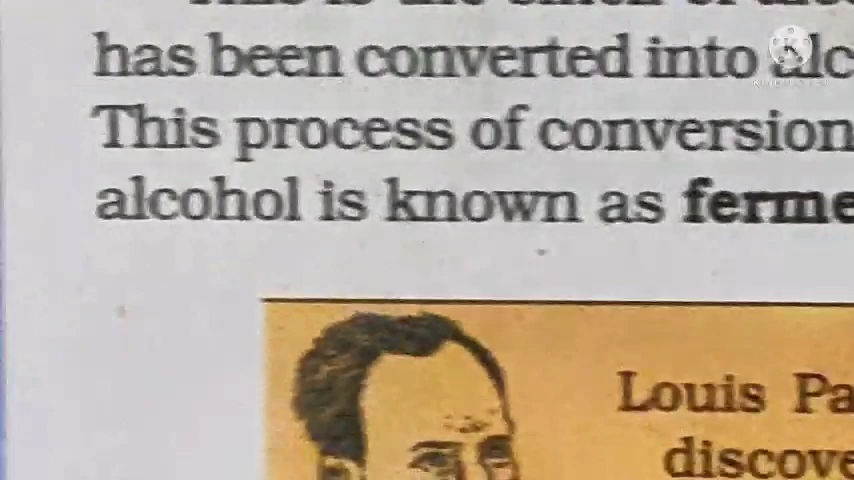 has been converted into alc
This process of conversion
alcohol is known as ferme
Louis Pa
discove